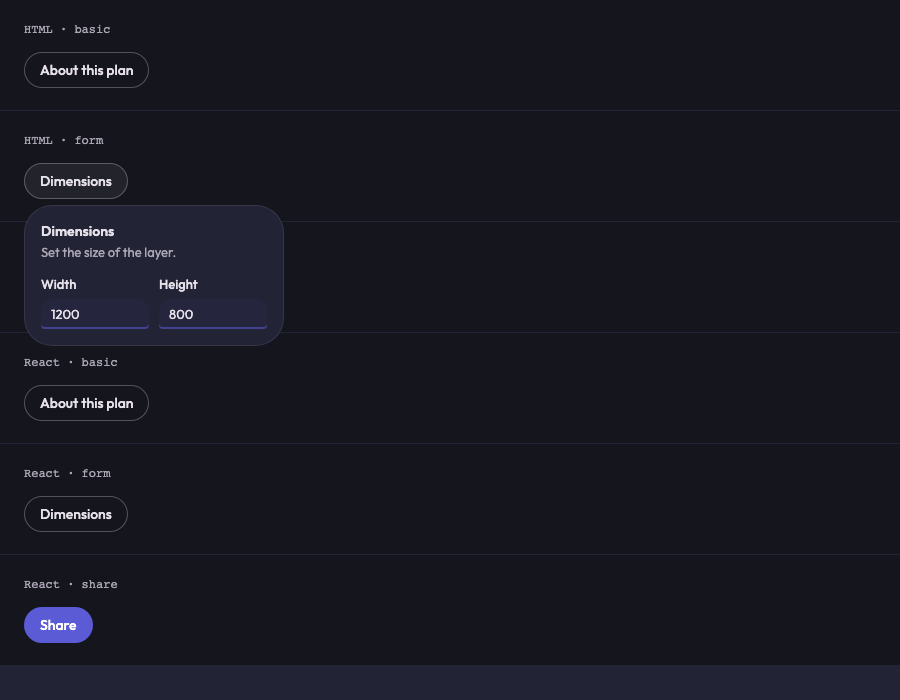 HTML • basic
About this plan
HTML • form
Dimensions
Dimensions
Set the size of the layer.
Width Height
1200 800
React • basic
About this plan
React • form
Dimensions
React • share
Share